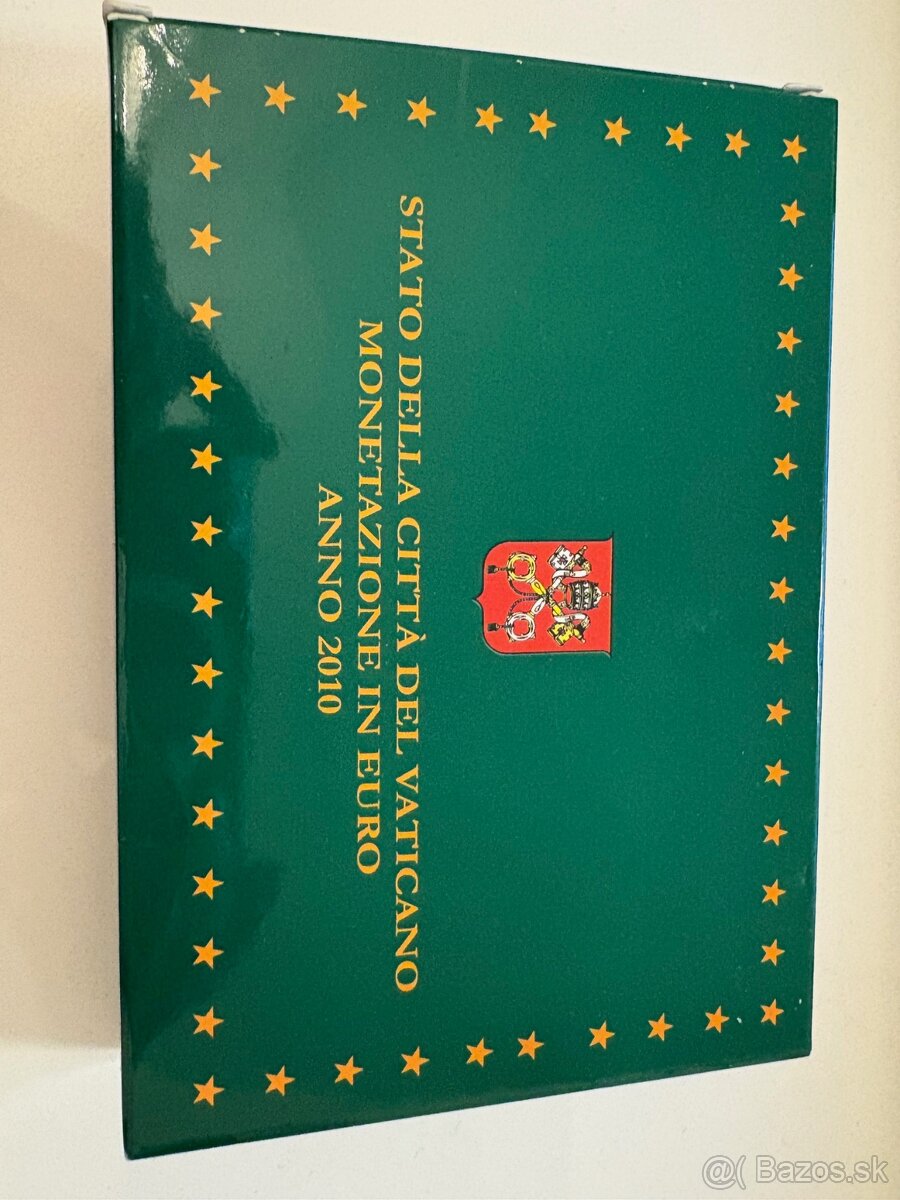 STATO DELLA CITTÀ DEL VATICANO
MONETAZIONE IN EURO
ANNO 2010
@( Bazos.sk